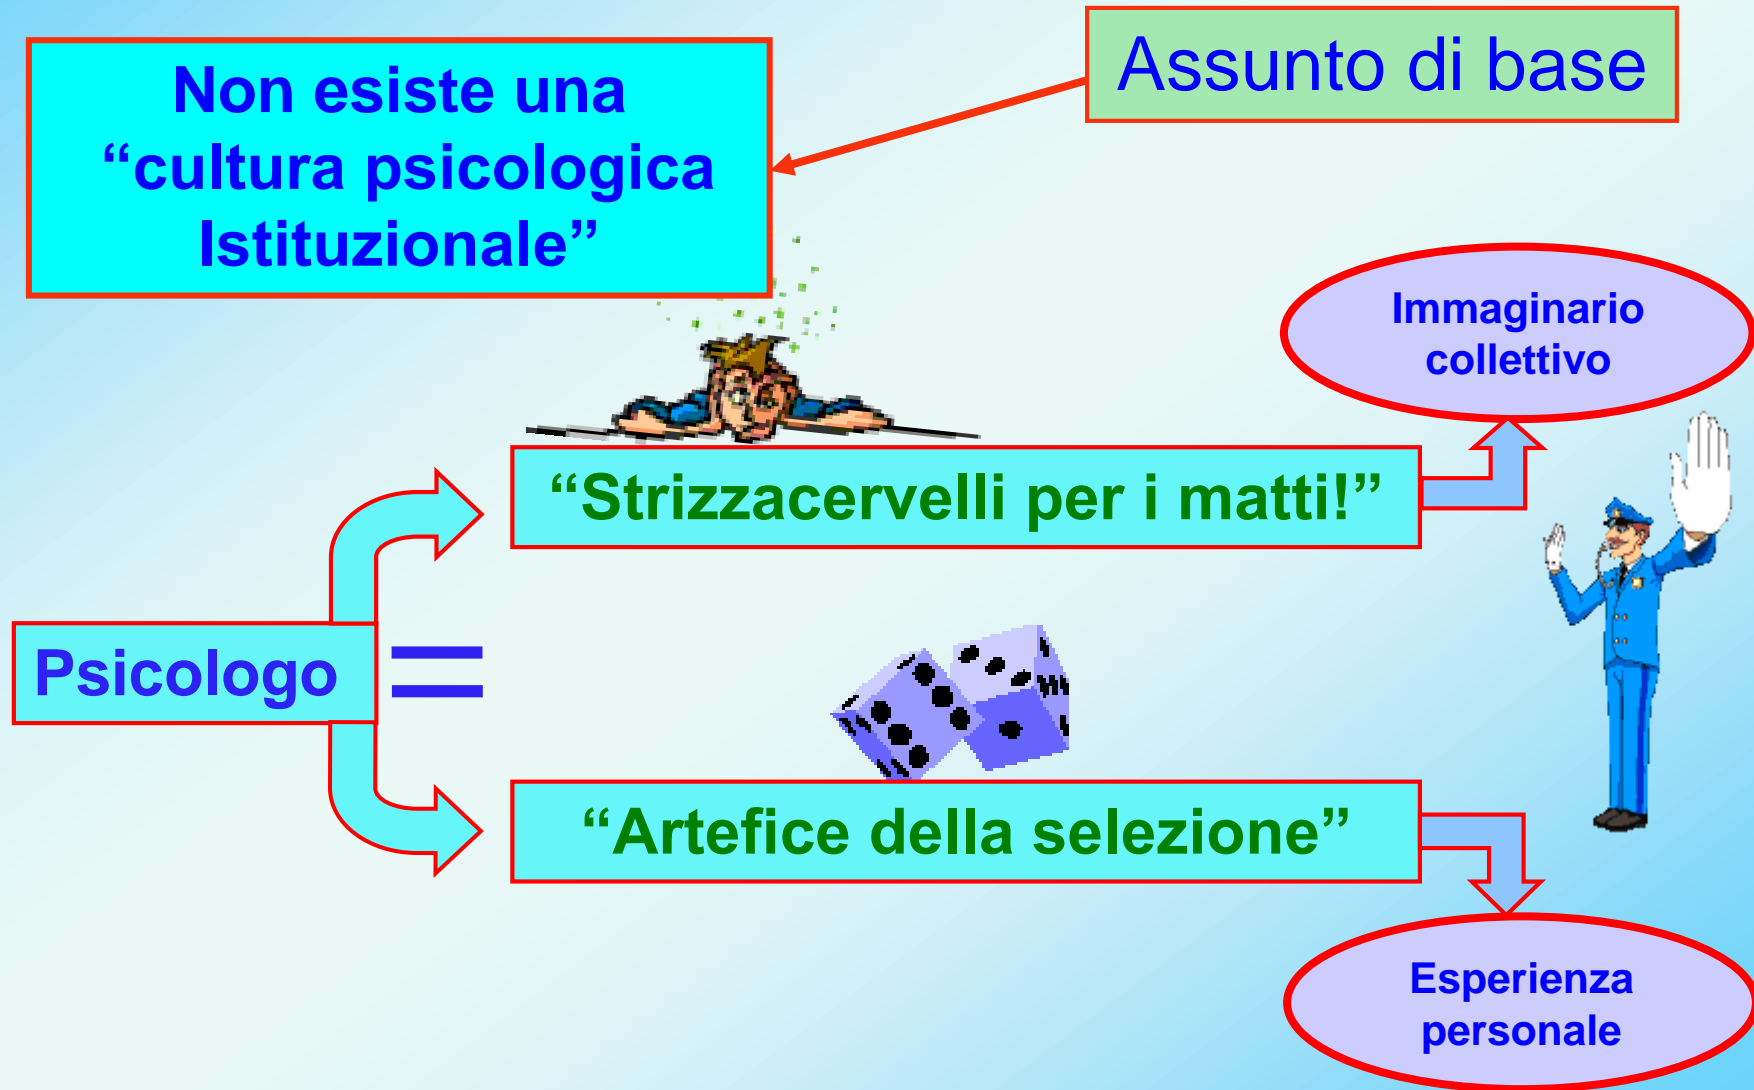 Assunto di base
Non esiste una
“cultura psicologica
Istituzionale”
Immaginario
collettivo
“Strizzacervelli per i matti!”
Psicologo =
“Artefice della selezione”
Esperienza
personale